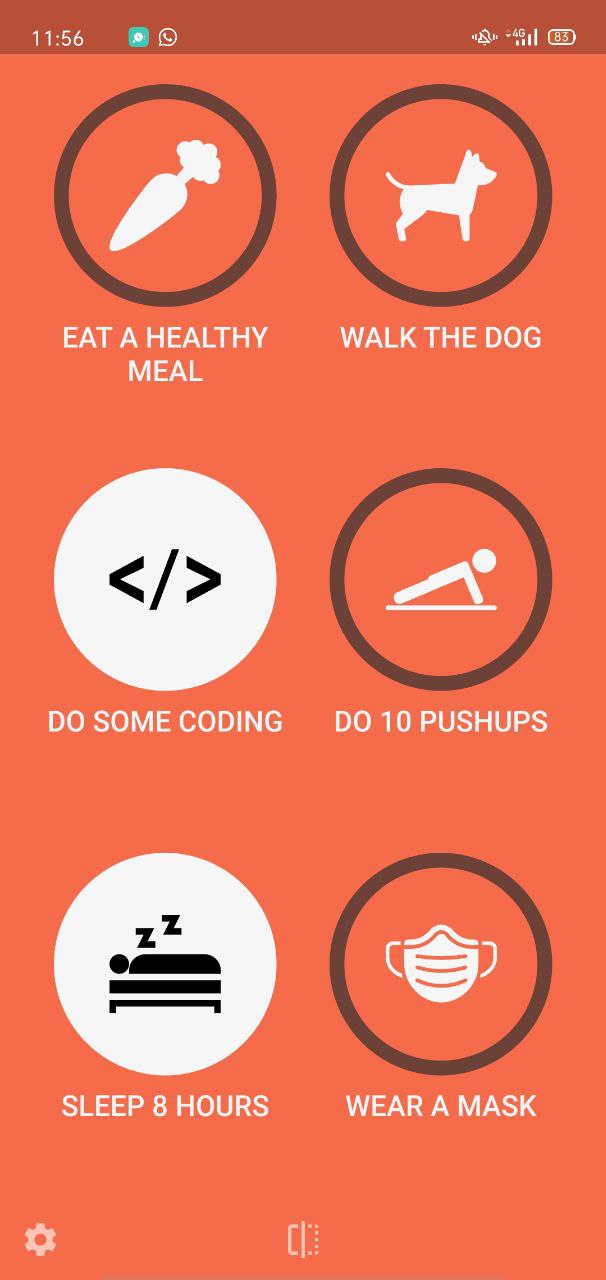 11:56
4G
83
EAT A HEALTHY
MEAL
WALK THE DOG
</>
DO SOME CODING
DO 10 PUSHUPS
z z
SLEEP 8 HOURS
WEAR A MASK